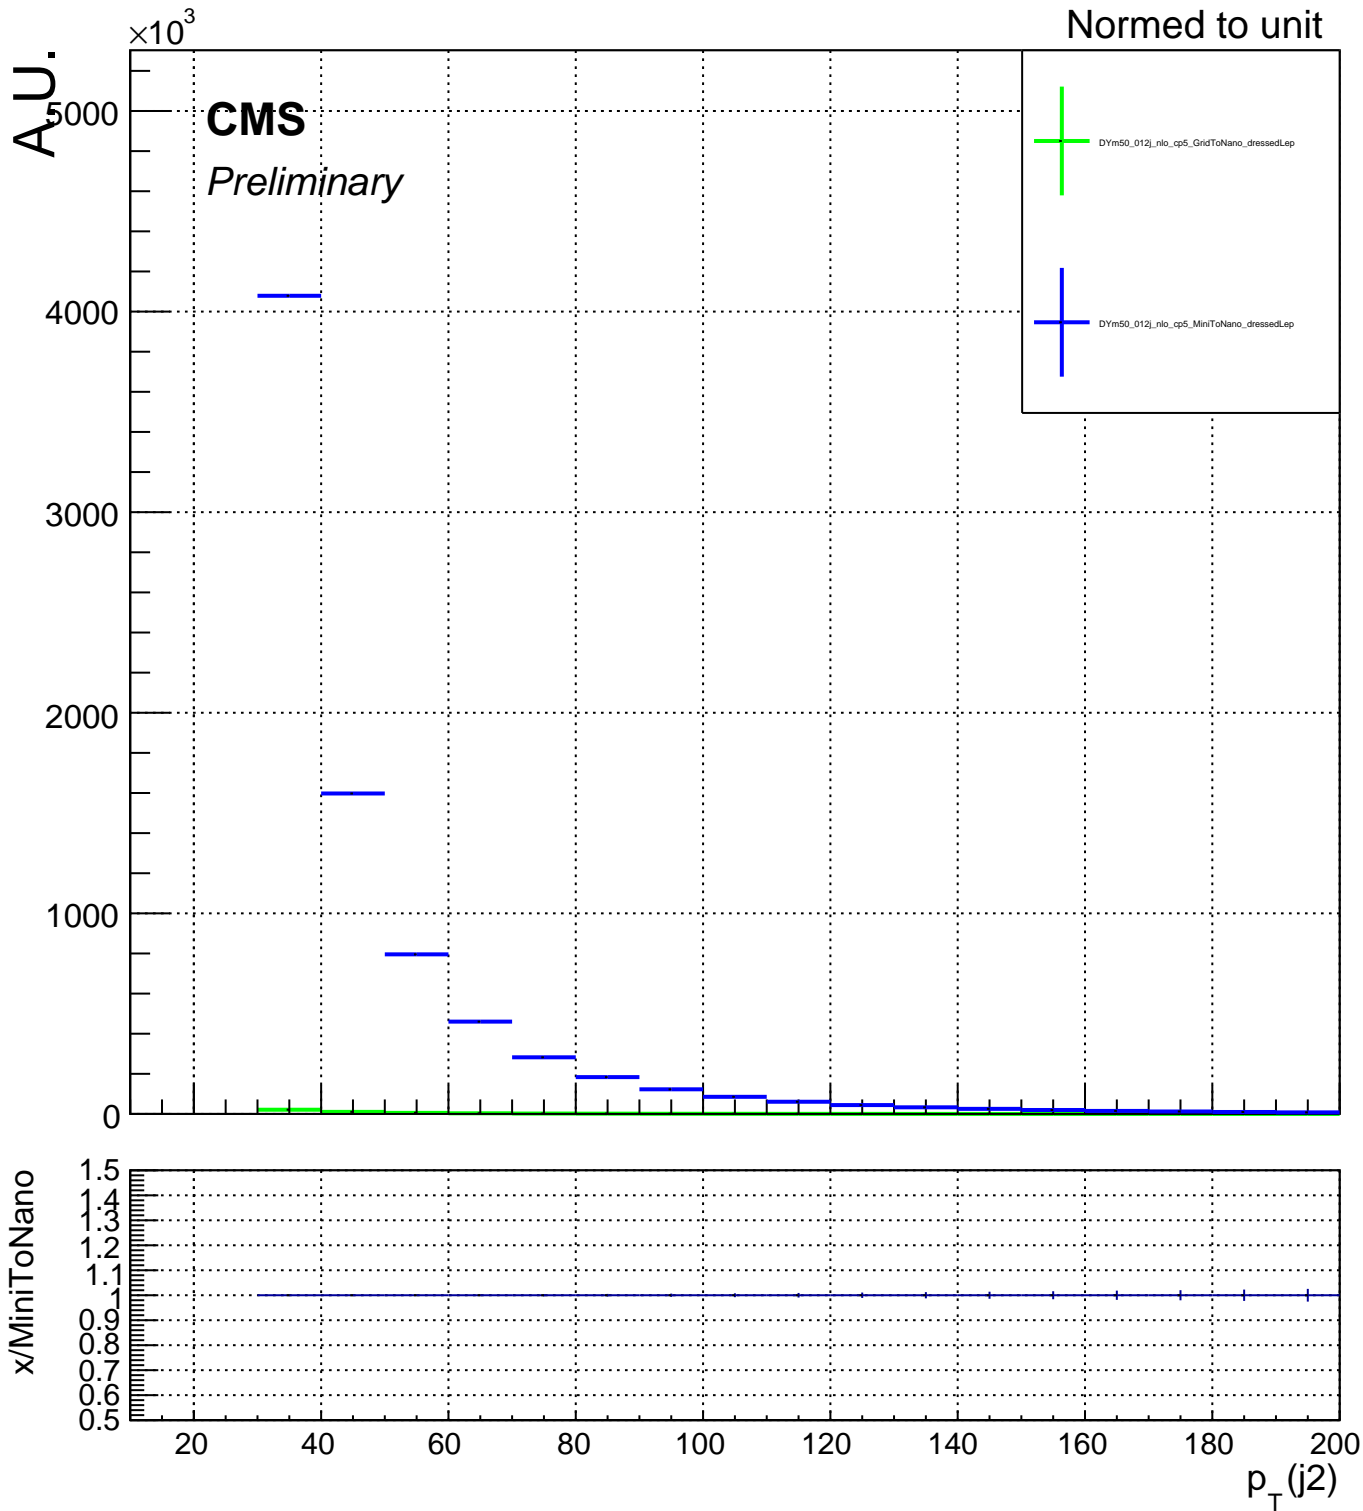 ×10³
Normed to unit
A.U.
CMS
Preliminary
DYm50_012j_nlo_cp5_GridToNano_dressedLep
DYm50_012j_nlo_cp5_MiniToNano_dressedLep
5000
4000
3000
2000
1000
0
x/MiniToNano
1.5
1.4
1.3
1.2
1.1
1
0.9
0.8
0.7
0.6
0.5
20 40 60 80 100 120 140 160 180 200
p_T (j2)